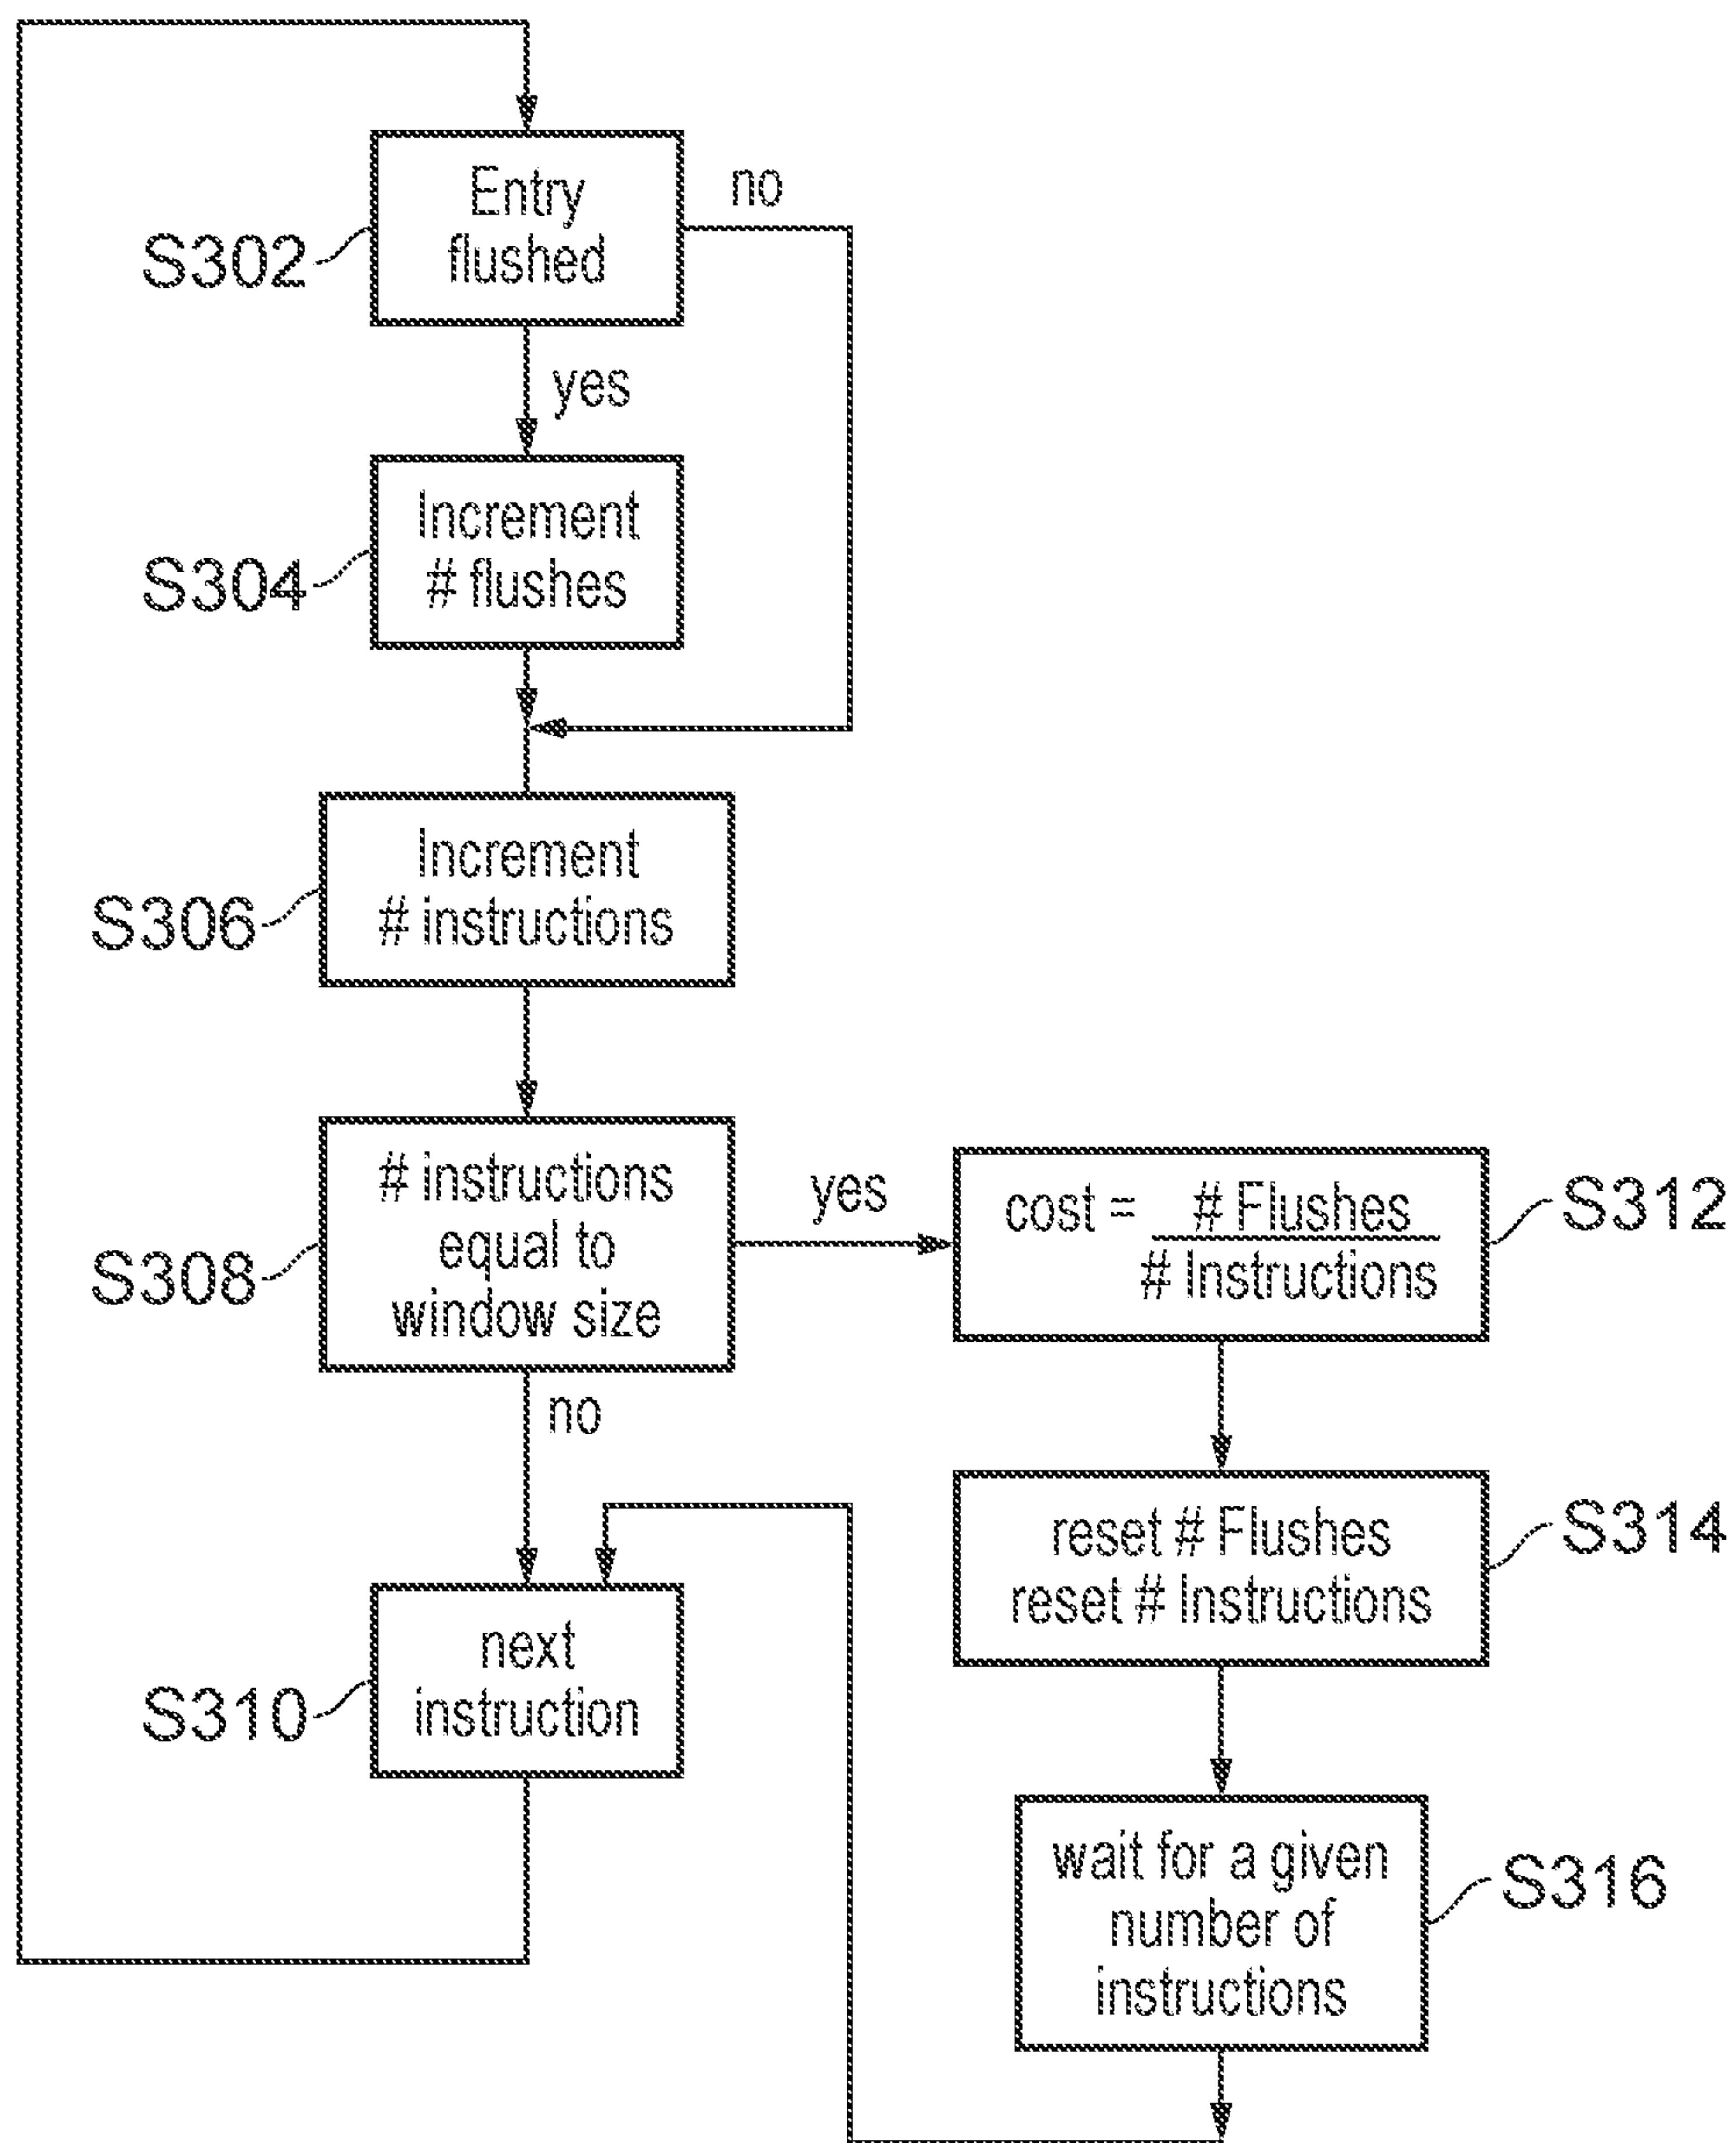 Entry
flushed
no
S302
yes
Increment
# flushes
S304
Increment
# instructions
S306
# instructions
equal to
window size
S308
yes
cost = # Flushes
# Instructions
S312
no
reset # Flushes
reset # Instructions
S314
next
instruction
S310
wait for a given
number of
instructions
S316